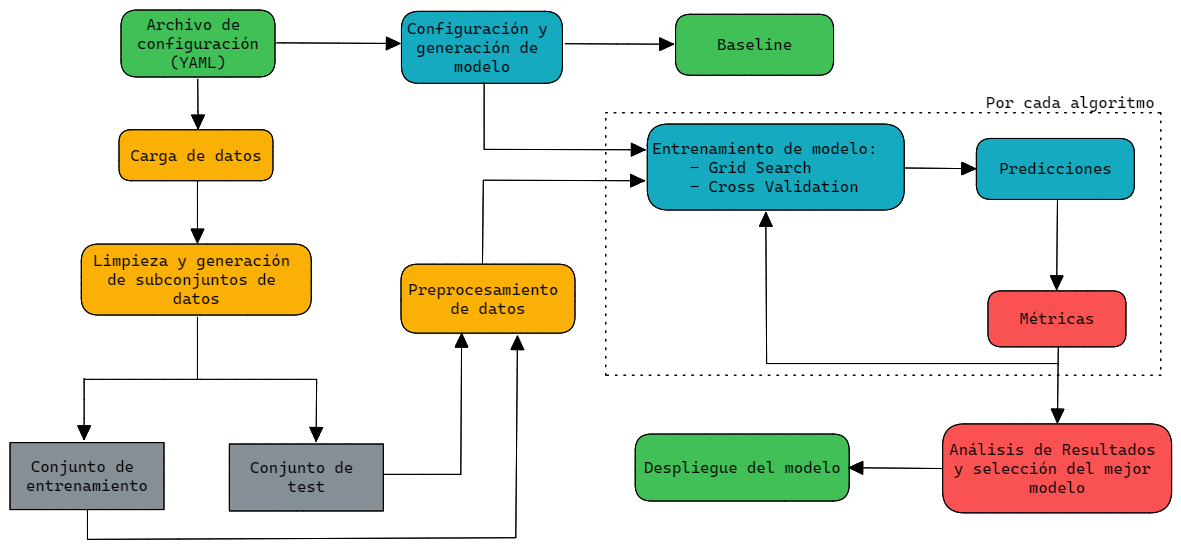 Archivo de
configuración
(YAML)
Configuración y
generación de
modelo
Baseline
Por cada algoritmo
Carga de datos
Entrenamiento de modelo:
- Grid Search
- Cross Validation
Predicciones
Limpieza y generación
de subconjuntos de
datos
Preprocesamiento
de datos
Métricas
Conjunto de
entrenamiento
Conjunto de
test
Despliegue del modelo
Análisis de Resultados
y selección del mejor
modelo